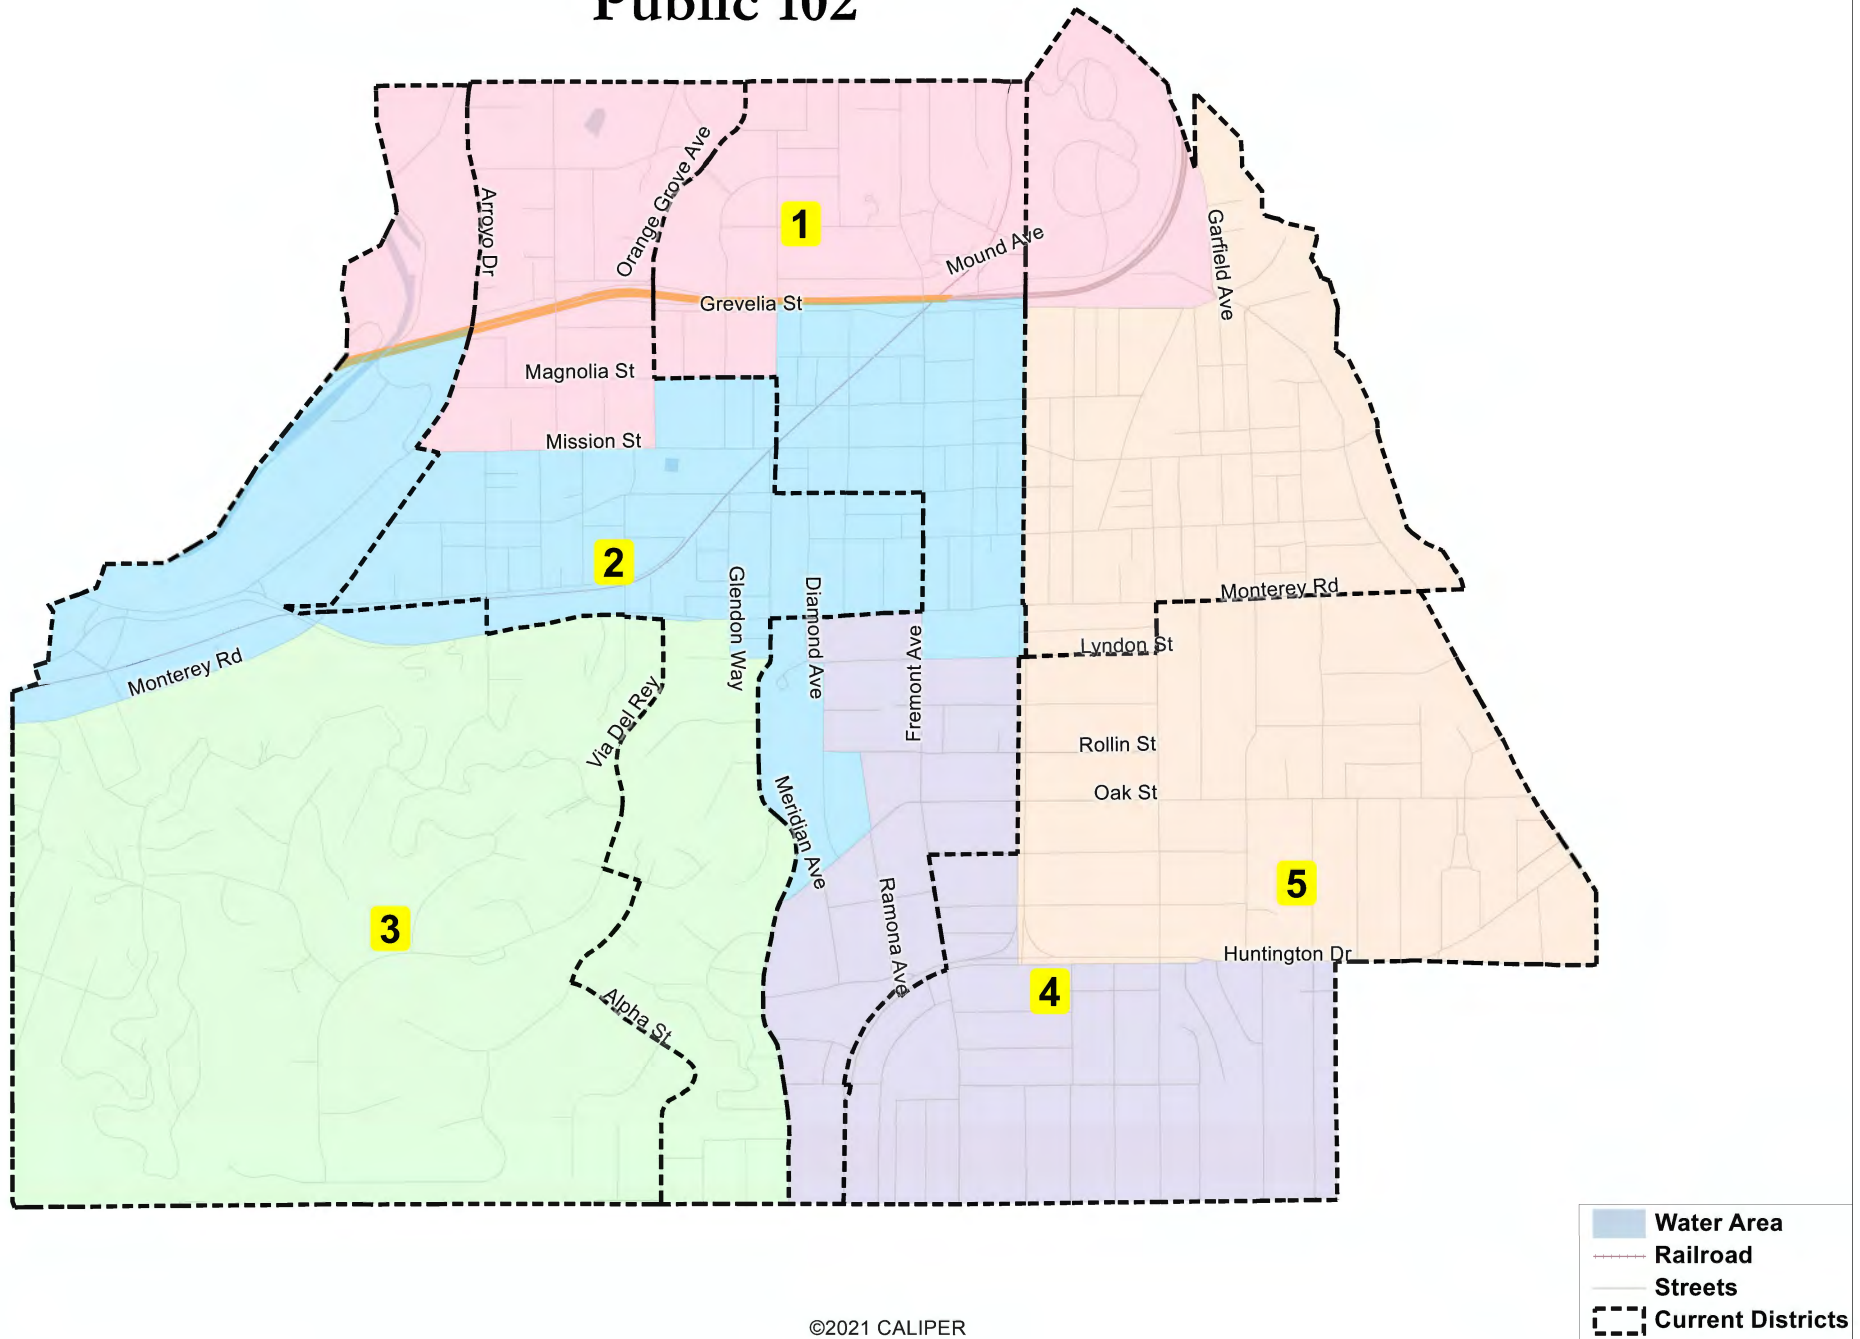 Public 102
Arroyo Dr
Orange Grove Ave
1
Mound Ave
Garfield Ave
Grevelia St
Magnolia St
Mission St
2
Glendon Way
Diamond Ave
Monterey Rd
Lyndon St
Fremont Ave
Monterey Rd
Via Del Rey
Rollin St
Oak St
Meridian Ave
5
Ramona Ave
3
Huntington Dr
4
Alpha St
Water Area
Railroad
Streets
Current Districts
©2021 CALIPER